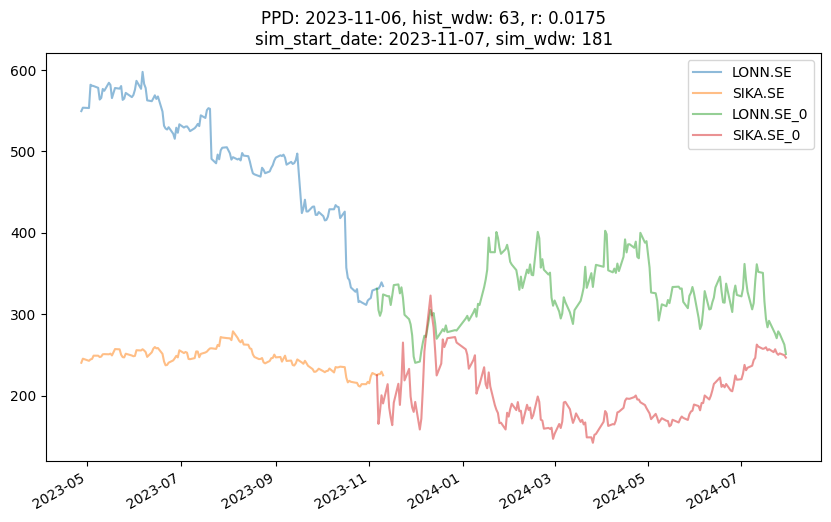 PPD: 2023-11-06, hist_wdw: 63, r: 0.0175
sim_start_date: 2023-11-07, sim_wdw: 181
LONN.SE
SIKA.SE
LONN.SE_0
SIKA.SE_0
600
500
400
300
200
2023-05
2023-07
2023-09
2023-11
2024-01
2024-03
2024-05
2024-07